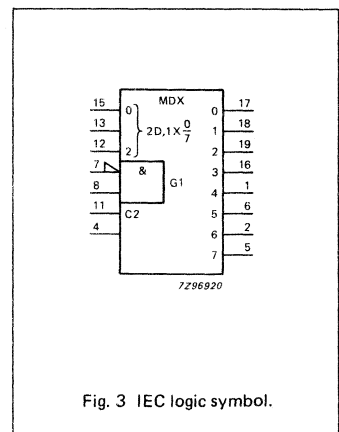 MDX
15 0 0 17
13 2D,1X 0/7 1 18
12 2 2 19
7 & 3 16
8 G1 4 1
11 C2 5 6
4 6 2
7 5
7Z96920
Fig. 3 IEC logic symbol.